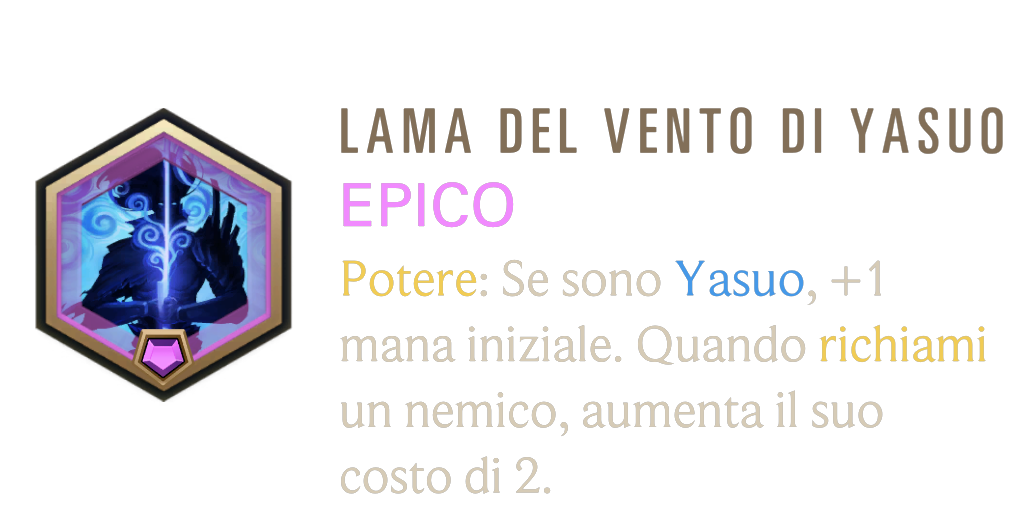 LAMA DEL VENTO DI YASUO
EPICO
Potere: Se sono Yasuo, +1
mana iniziale. Quando richiami
un nemico, aumenta il suo
costo di 2.